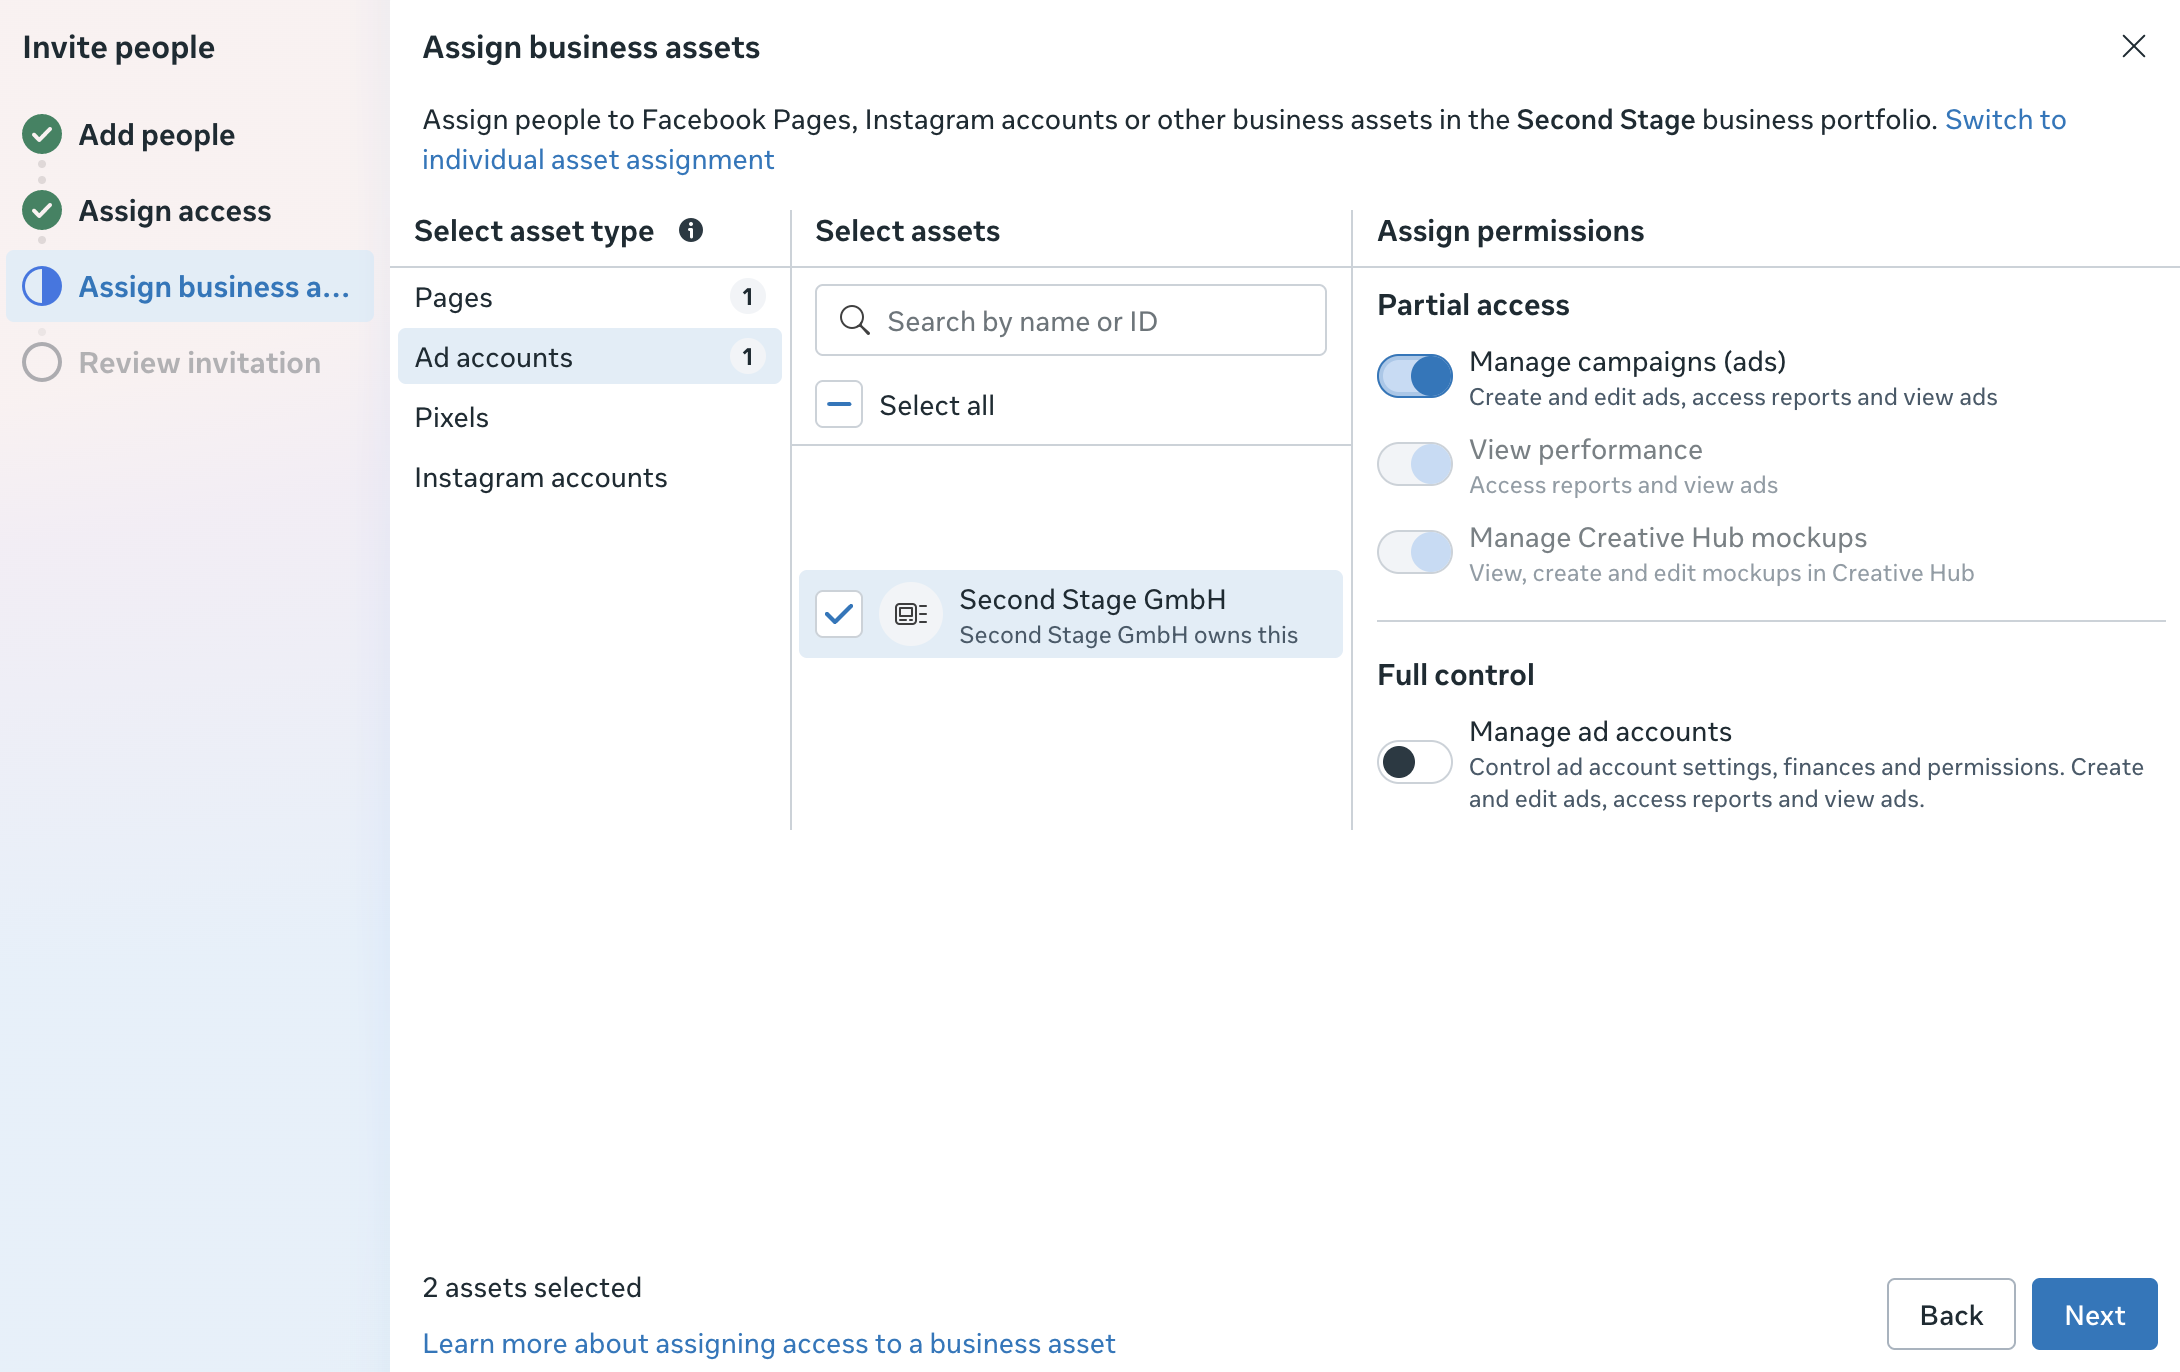 Invite people
Add people
Assign access
Assign business a...
Review invitation
Assign business assets
Assign people to Facebook Pages, Instagram accounts or other business assets in the Second Stage business portfolio. Switch to
individual asset assignment
Select asset type
Pages 1
Ad accounts 1
Pixels
Instagram accounts
Select assets
Search by name or ID
Select all
Second Stage GmbH
Second Stage GmbH owns this
Assign permissions
Partial access
Manage campaigns (ads)
Create and edit ads, access reports and view ads
View performance
Access reports and view ads
Manage Creative Hub mockups
View, create and edit mockups in Creative Hub
Full control
Manage ad accounts
Control ad account settings, finances and permissions. Create
and edit ads, access reports and view ads.
2 assets selected
Learn more about assigning access to a business asset
Back
Next